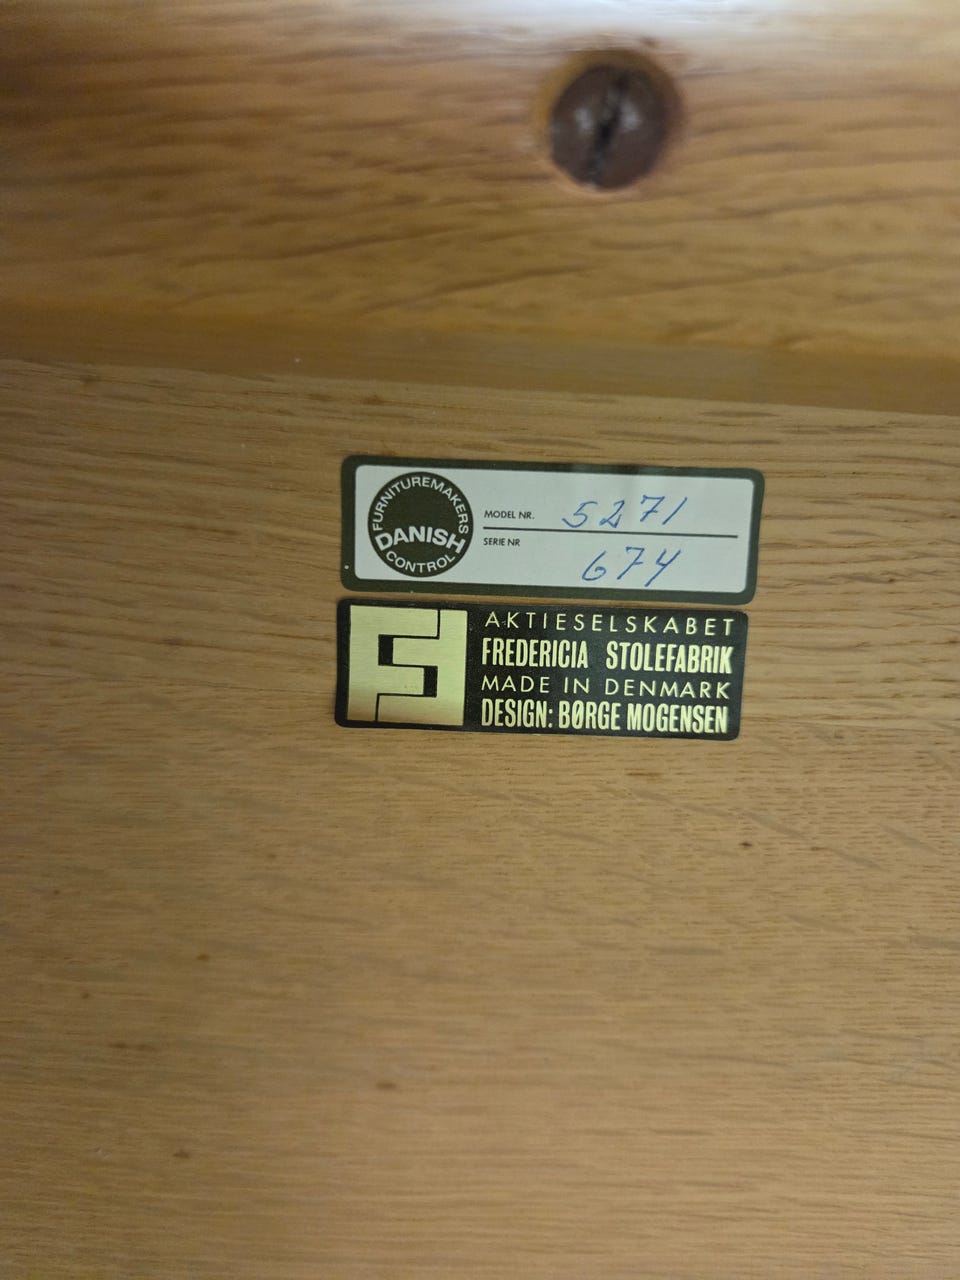 FURNITUREMAKERS
DANISH
CONTROL
MODEL NR. 5271
SERIE NR 674
AKTIESELSKABET
FREDERICIA STOLEFABRIK
MADE IN DENMARK
DESIGN: BØRGE MOGENSEN